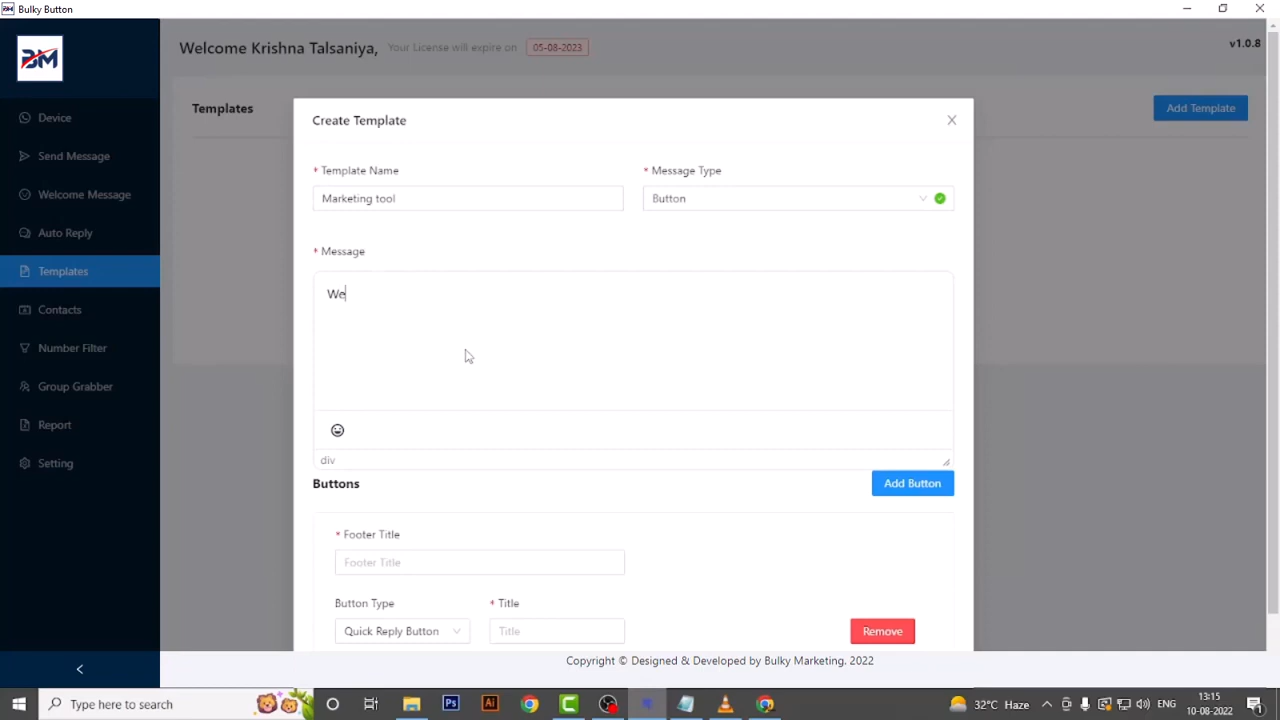 Bulky Button
BM
Welcome Krishna Talsaniya, Your License will expire on 05-08-2023
v1.0.8
Device
Send Message
Welcome Message
Auto Reply
Templates
Contacts
Number Filter
Group Grabber
Report
Setting
Templates
Add Template
Create Template
* Template Name
* Message Type
Marketing tool
Button
* Message
We
div
Buttons
Add Button
* Footer Title
Footer Title
Button Type
* Title
Quick Reply Button
Title
Remove
Copyright © Designed & Developed by Bulky Marketing. 2022
Type here to search
Ps
Ai
32°C Haze
ENG
13:15
10-08-2022
1